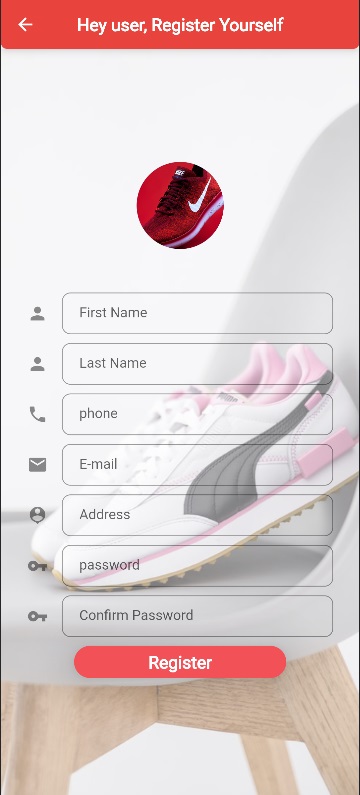 Hey user, Register Yourself
First Name
Last Name
phone
E-mail
Address
password
Confirm Password
Register